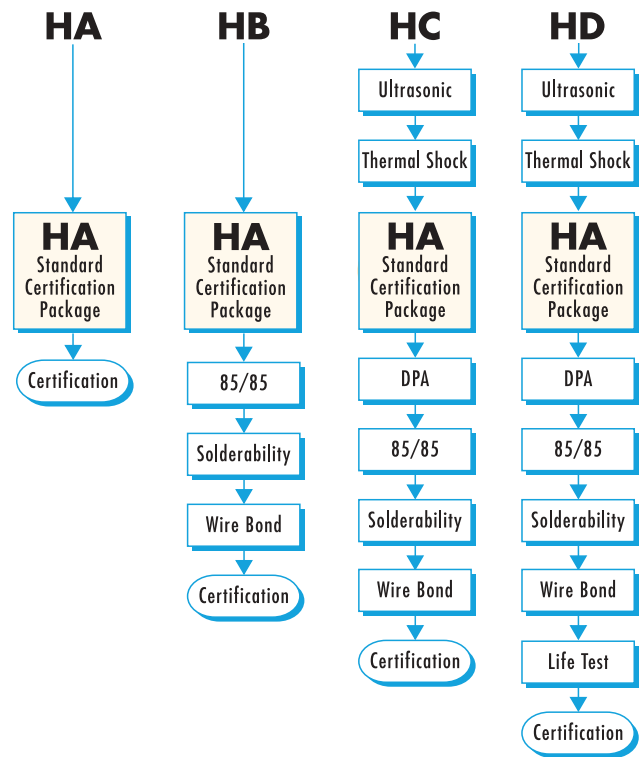 HA
HA
Standard
Certification
Package
Certification
HB
HA
Standard
Certification
Package
85/85
Solderability
Wire Bond
Certification
HC
Ultrasonic
Thermal Shock
HA
Standard
Certification
Package
DPA
85/85
Solderability
Wire Bond
Certification
HD
Ultrasonic
Thermal Shock
HA
Standard
Certification
Package
DPA
85/85
Solderability
Wire Bond
Life Test
Certification